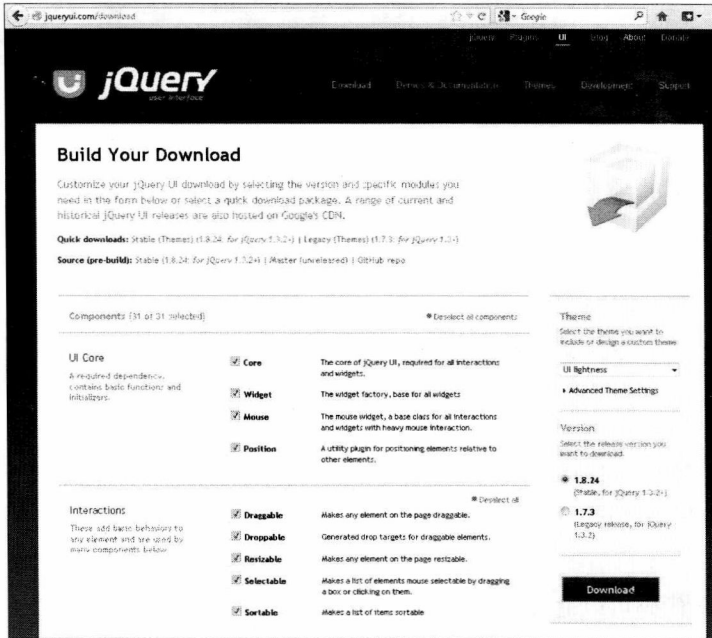 jqueryui.com/download
Google
jQuery Plugins UI Blog About Donate
jQuery
user interface
Download Demos & Documentation Themes Development Support
Build Your Download
Customize your jQuery UI download by selecting the version and specific modules you
need in the form below or select a quick download package. A range of current and
historical jQuery UI releases are also hosted on Google's CDN.
Quick downloads: Stable (Themes) (1.8.24: for jQuery 1.3.2+) | Legacy (Themes) (1.7.3: for jQuery 1.3+)
Source (pre-build): Stable (1.8.24: for jQuery 1.3.2+) | Master (unreleased) | GitHub repo
Components (31 of 31 selected)
Deselect all components
UI Core
A required dependence,
contains basic functions and
initializers.
Core The core of jQuery UI, required for all interactions
and widgets.
Widget The widget factory, base for all widgets
Mouse The mouse widget, a base class for all interactions
and widgets with heavy mouse interaction.
Position A utility plugin for positioning elements relative to
other elements.
Deselect all
Interactions
These add basic behaviors to
any element and are used by
many components below.
Draggable Makes any element on the page draggable.
Droppable Generated drop targets for draggable elements.
Resizable Makes any element on the page resizable.
Selectable Makes a list of elements mouse selectable by dragging
a box or clicking on them.
Sortable Makes a list of items sortable
Theme
Select the theme you want to
include or design a custom theme
UI lightness
Advanced Theme Settings
Version
Select the release version you
want to download.
1.8.24
(Stable, for jQuery 1.3.2+)
1.7.3
(Legacy release, for jQuery
1.3.2)
Download